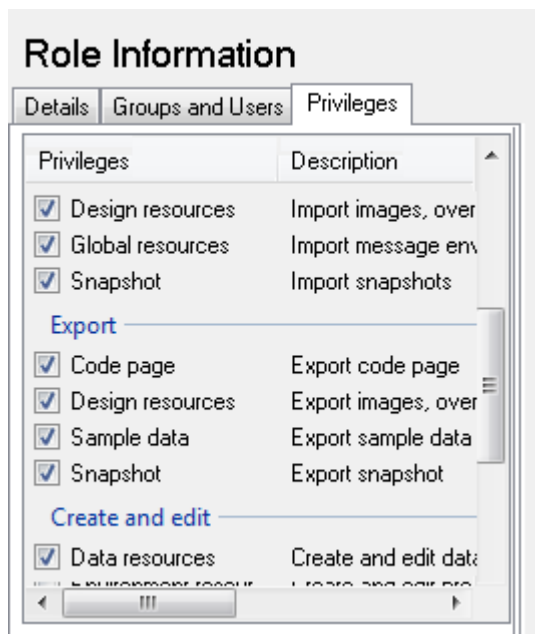 Role Information
Details Groups and Users Privileges
Privileges Description
Design resources Import images, over
Global resources Import message env
Snapshot Import snapshots
Export
Code page Export code page
Design resources Export images, over
Sample data Export sample data
Snapshot Export snapshot
Create and edit
Data resources Create and edit data